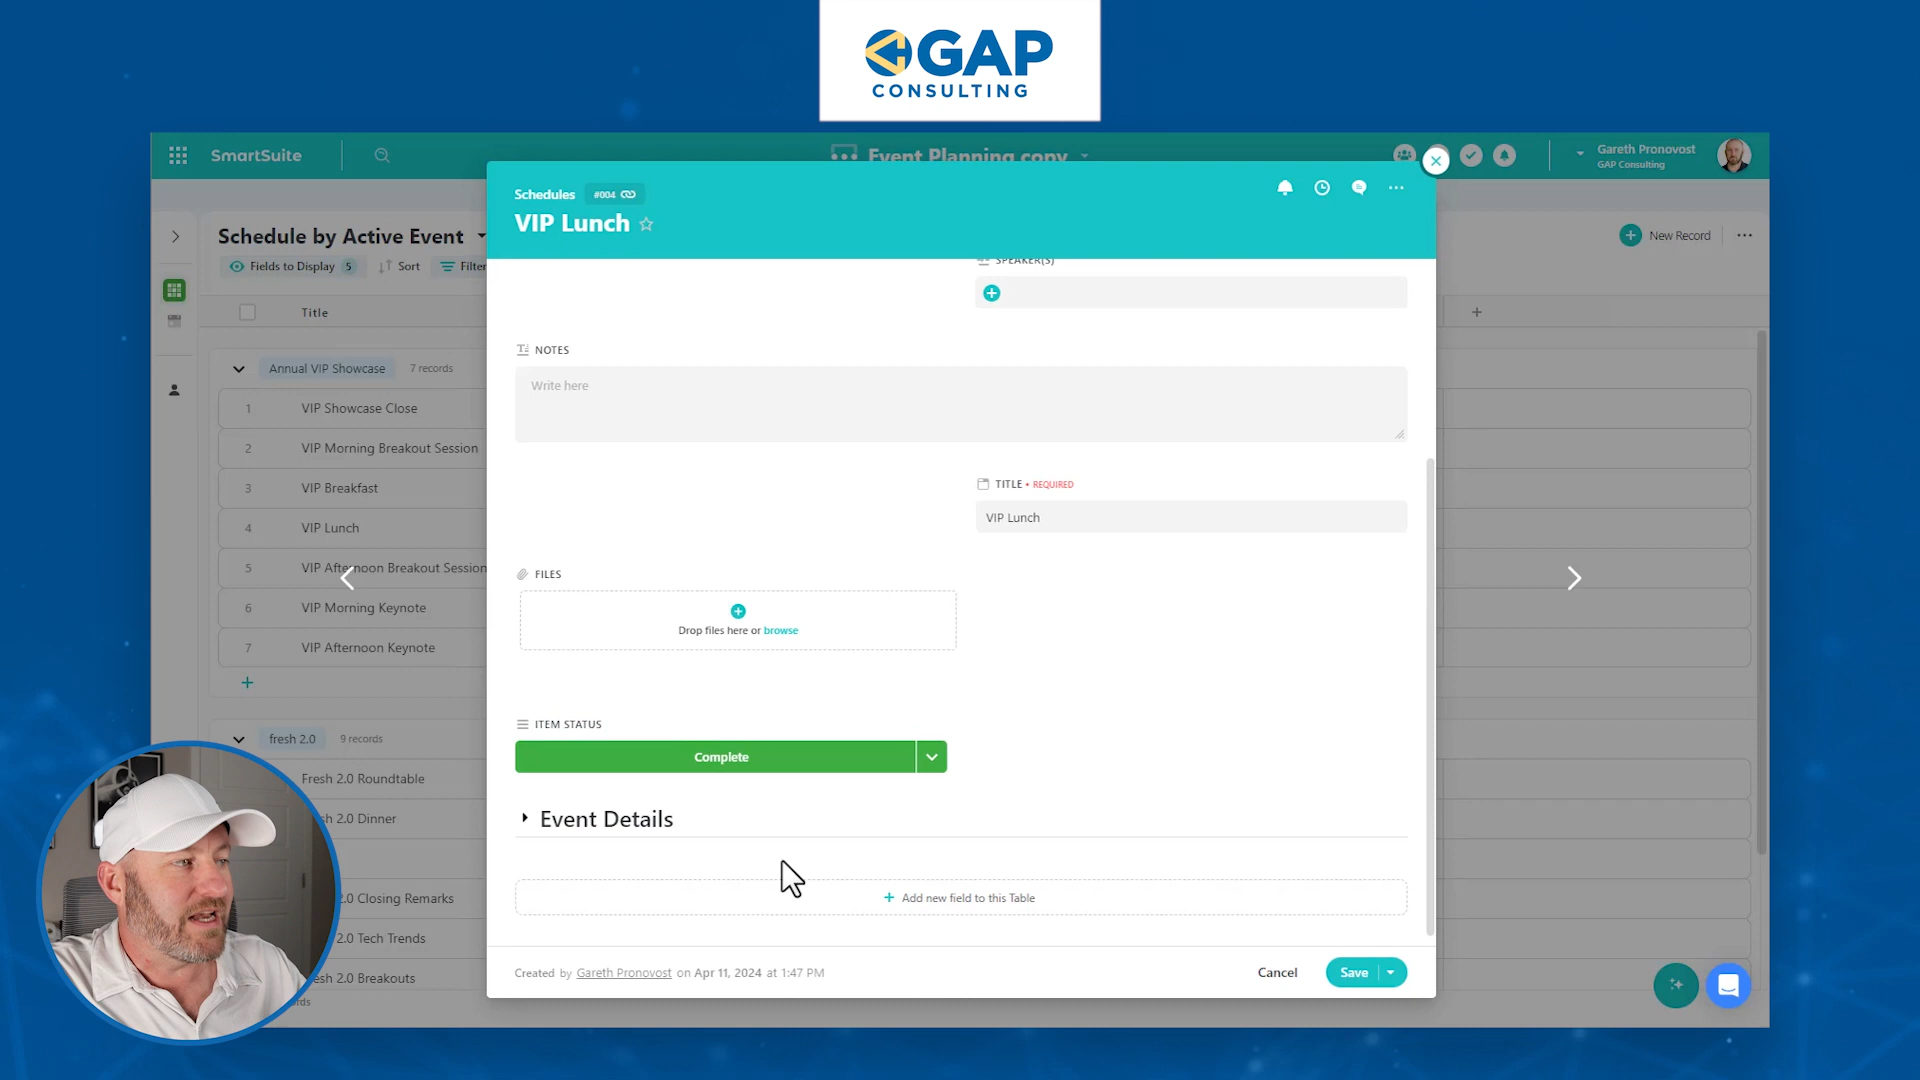 GAP
CONSULTING
SmartSuite
Event Planning copy
Gareth Pronovost
GAP Consulting
Schedules
#004
VIP Lunch
Schedule by Active Event
Fields to Display 5
Sort
Filter
New Record
Title
Annual VIP Showcase 7 records
1 VIP Showcase Close
2 VIP Morning Breakout Session
3 VIP Breakfast
4 VIP Lunch
5 VIP Afternoon Breakout Session
6 VIP Morning Keynote
7 VIP Afternoon Keynote
fresh 2.0 9 records
Fresh 2.0 Roundtable
sh 2.0 Dinner
2.0 Closing Remarks
2.0 Tech Trends
esh 2.0 Breakouts
rds
SPEAKER(S)
NOTES
Write here
TITLE • REQUIRED
VIP Lunch
FILES
Drop files here or browse
ITEM STATUS
Complete
Event Details
+ Add new field to this Table
Created by Gareth Pronovost on Apr 11, 2024 at 1:47 PM
Cancel
Save